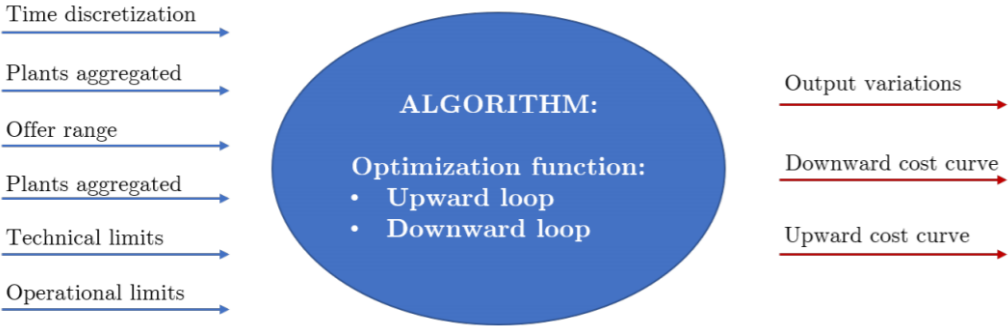 Time discretization
Plants aggregated
Offer range
Plants aggregated
Technical limits
Operational limits
ALGORITHM:
Optimization function:
• Upward loop
• Downward loop
Output variations
Downward cost curve
Upward cost curve